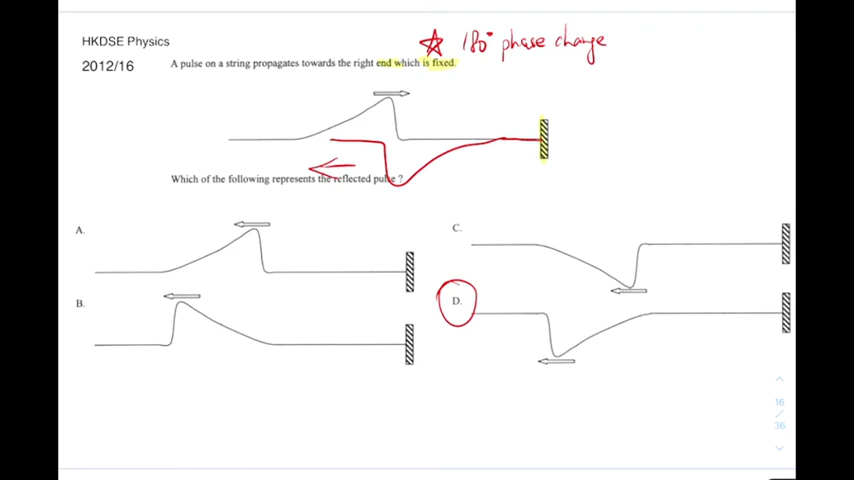 HKDSE Physics
★ 180° phase change
2012/16
A pulse on a string propagates towards the right end which is fixed.
Which of the following represents the reflected pulse ?
A.
B.
C.
D.
16
/
36